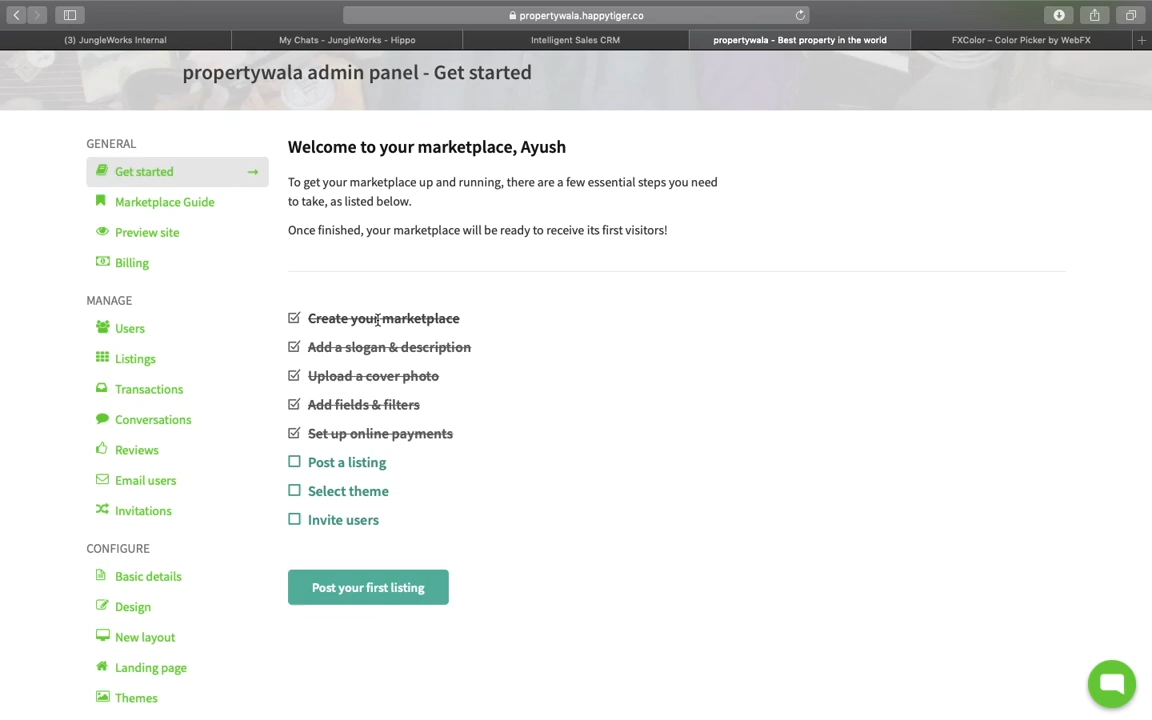 propertywala.happytiger.co
(3) JungleWorks Internal
My Chats - JungleWorks - Hippo
Intelligent Sales CRM
propertywala - Best property in the world
FXColor – Color Picker by WebFX
propertywala admin panel - Get started
GENERAL
Get started
Marketplace Guide
Preview site
Billing
MANAGE
Users
Listings
Transactions
Conversations
Reviews
Email users
Invitations
CONFIGURE
Basic details
Design
New layout
Landing page
Themes
Welcome to your marketplace, Ayush
To get your marketplace up and running, there are a few essential steps you need
to take, as listed below.
Once finished, your marketplace will be ready to receive its first visitors!
Create your marketplace
Add a slogan & description
Upload a cover photo
Add fields & filters
Set up online payments
Post a listing
Select theme
Invite users
Post your first listing